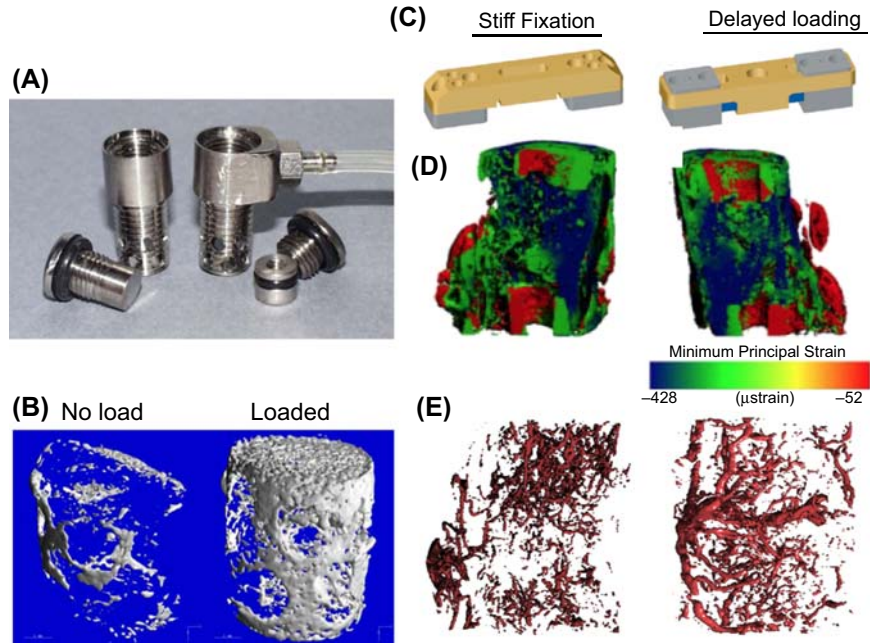 (A)
(B)
No load
Loaded
(C)
Stiff Fixation
Delayed loading
(D)
Minimum Principal Strain
–428
(μstrain)
–52
(E)